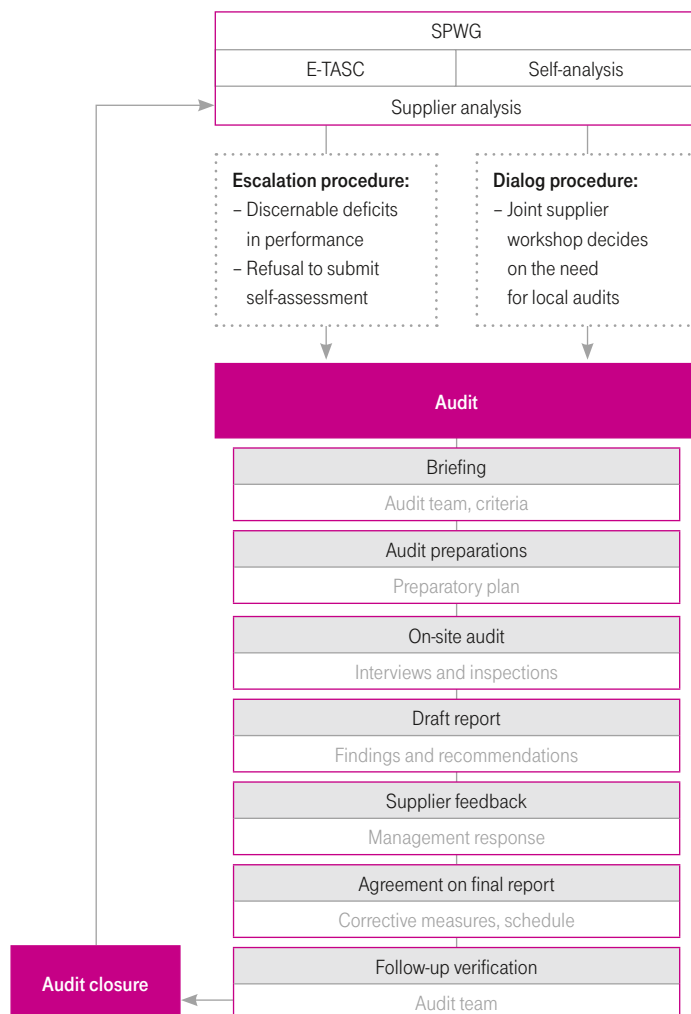 SPWG
E-TASC
Self-analysis
Supplier analysis
Escalation procedure:
– Discernable deficits
in performance
– Refusal to submit
self-assessment
Dialog procedure:
– Joint supplier
workshop decides
on the need
for local audits
Audit
Briefing
Audit team, criteria
Audit preparations
Preparatory plan
On-site audit
Interviews and inspections
Draft report
Findings and recommendations
Supplier feedback
Management response
Agreement on final report
Corrective measures, schedule
Follow-up verification
Audit team
Audit closure